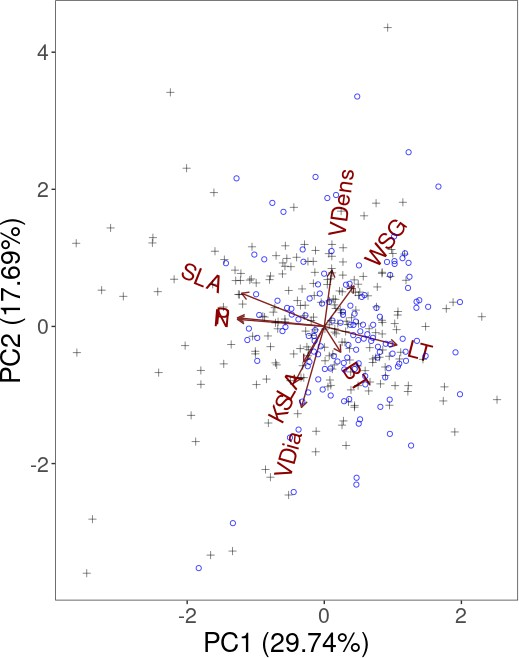 4
2
0
-2
PC2 (17.69%)
VDens
WSG
SLA
N
LT
BT
KSLA
VDia
-2
0
2
PC1 (29.74%)